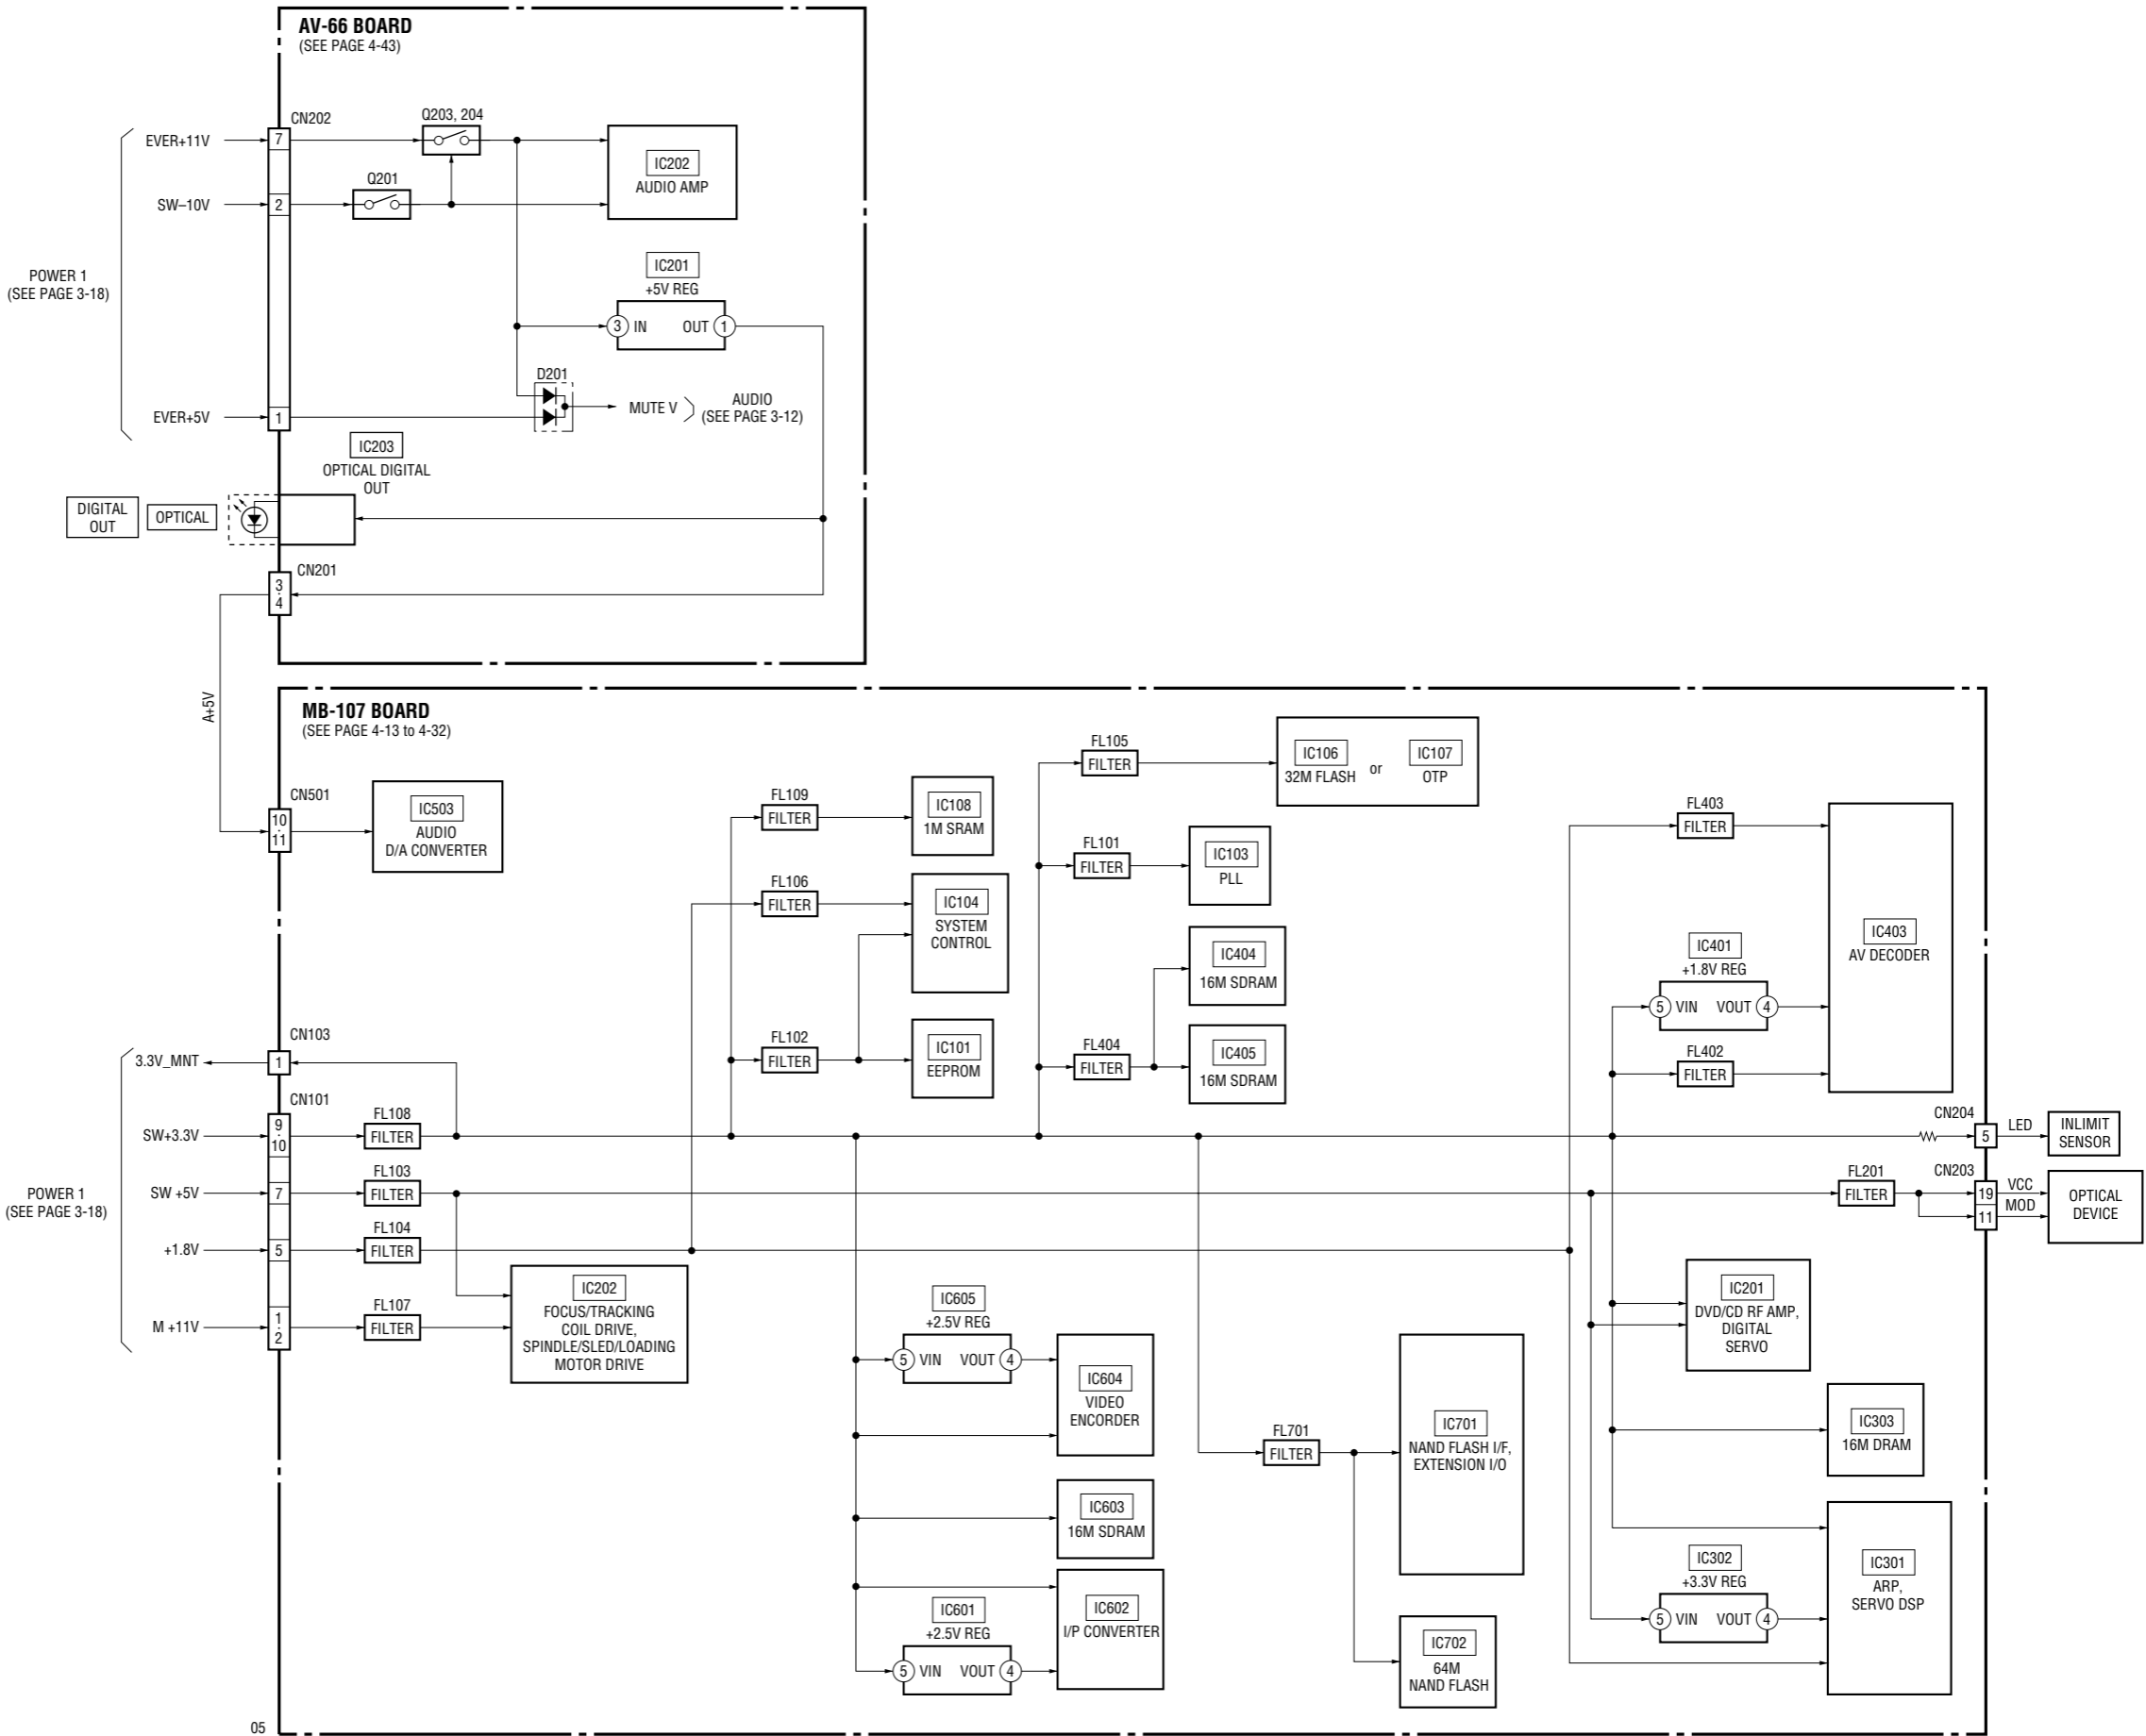 AV-66 BOARD
(SEE PAGE 4-43)
CN202
Q203, 204
EVER+11V
7
IC202
AUDIO AMP
Q201
SW–10V
2
IC201
+5V REG
POWER 1
(SEE PAGE 3-18)
3 IN OUT 1
D201
MUTE V
AUDIO
(SEE PAGE 3-12)
EVER+5V
1
IC203
OPTICAL DIGITAL
OUT
DIGITAL
OUT
OPTICAL
CN201
3
4
A+5V
MB-107 BOARD
(SEE PAGE 4-13 to 4-32)
FL105
FILTER
IC106
32M FLASH
or
IC107
OTP
CN501
10
11
IC503
AUDIO
D/A CONVERTER
FL109
FILTER
IC108
1M SRAM
FL403
FILTER
FL101
FILTER
IC103
PLL
FL106
FILTER
IC104
SYSTEM
CONTROL
IC403
AV DECODER
IC404
16M SDRAM
IC401
+1.8V REG
5 VIN VOUT 4
FL102
FILTER
IC101
EEPROM
FL404
FILTER
IC405
16M SDRAM
FL402
FILTER
CN103
3.3V_MNT
1
CN101
SW+3.3V
9
10
FL108
FILTER
CN204
5
LED
INLIMIT
SENSOR
SW +5V
7
FL103
FILTER
FL201
FILTER
CN203
19
11
VCC
MOD
OPTICAL
DEVICE
POWER 1
(SEE PAGE 3-18)
+1.8V
5
FL104
FILTER
M +11V
1
2
FL107
FILTER
IC202
FOCUS/TRACKING
COIL DRIVE,
SPINDLE/SLED/LOADING
MOTOR DRIVE
IC605
+2.5V REG
5 VIN VOUT 4
IC604
VIDEO
ENCORDER
IC201
DVD/CD RF AMP,
DIGITAL
SERVO
FL701
FILTER
IC701
NAND FLASH I/F,
EXTENSION I/O
IC303
16M DRAM
IC603
16M SDRAM
IC302
+3.3V REG
5 VIN VOUT 4
IC301
ARP,
SERVO DSP
IC601
+2.5V REG
5 VIN VOUT 4
IC602
I/P CONVERTER
IC702
64M
NAND FLASH
05